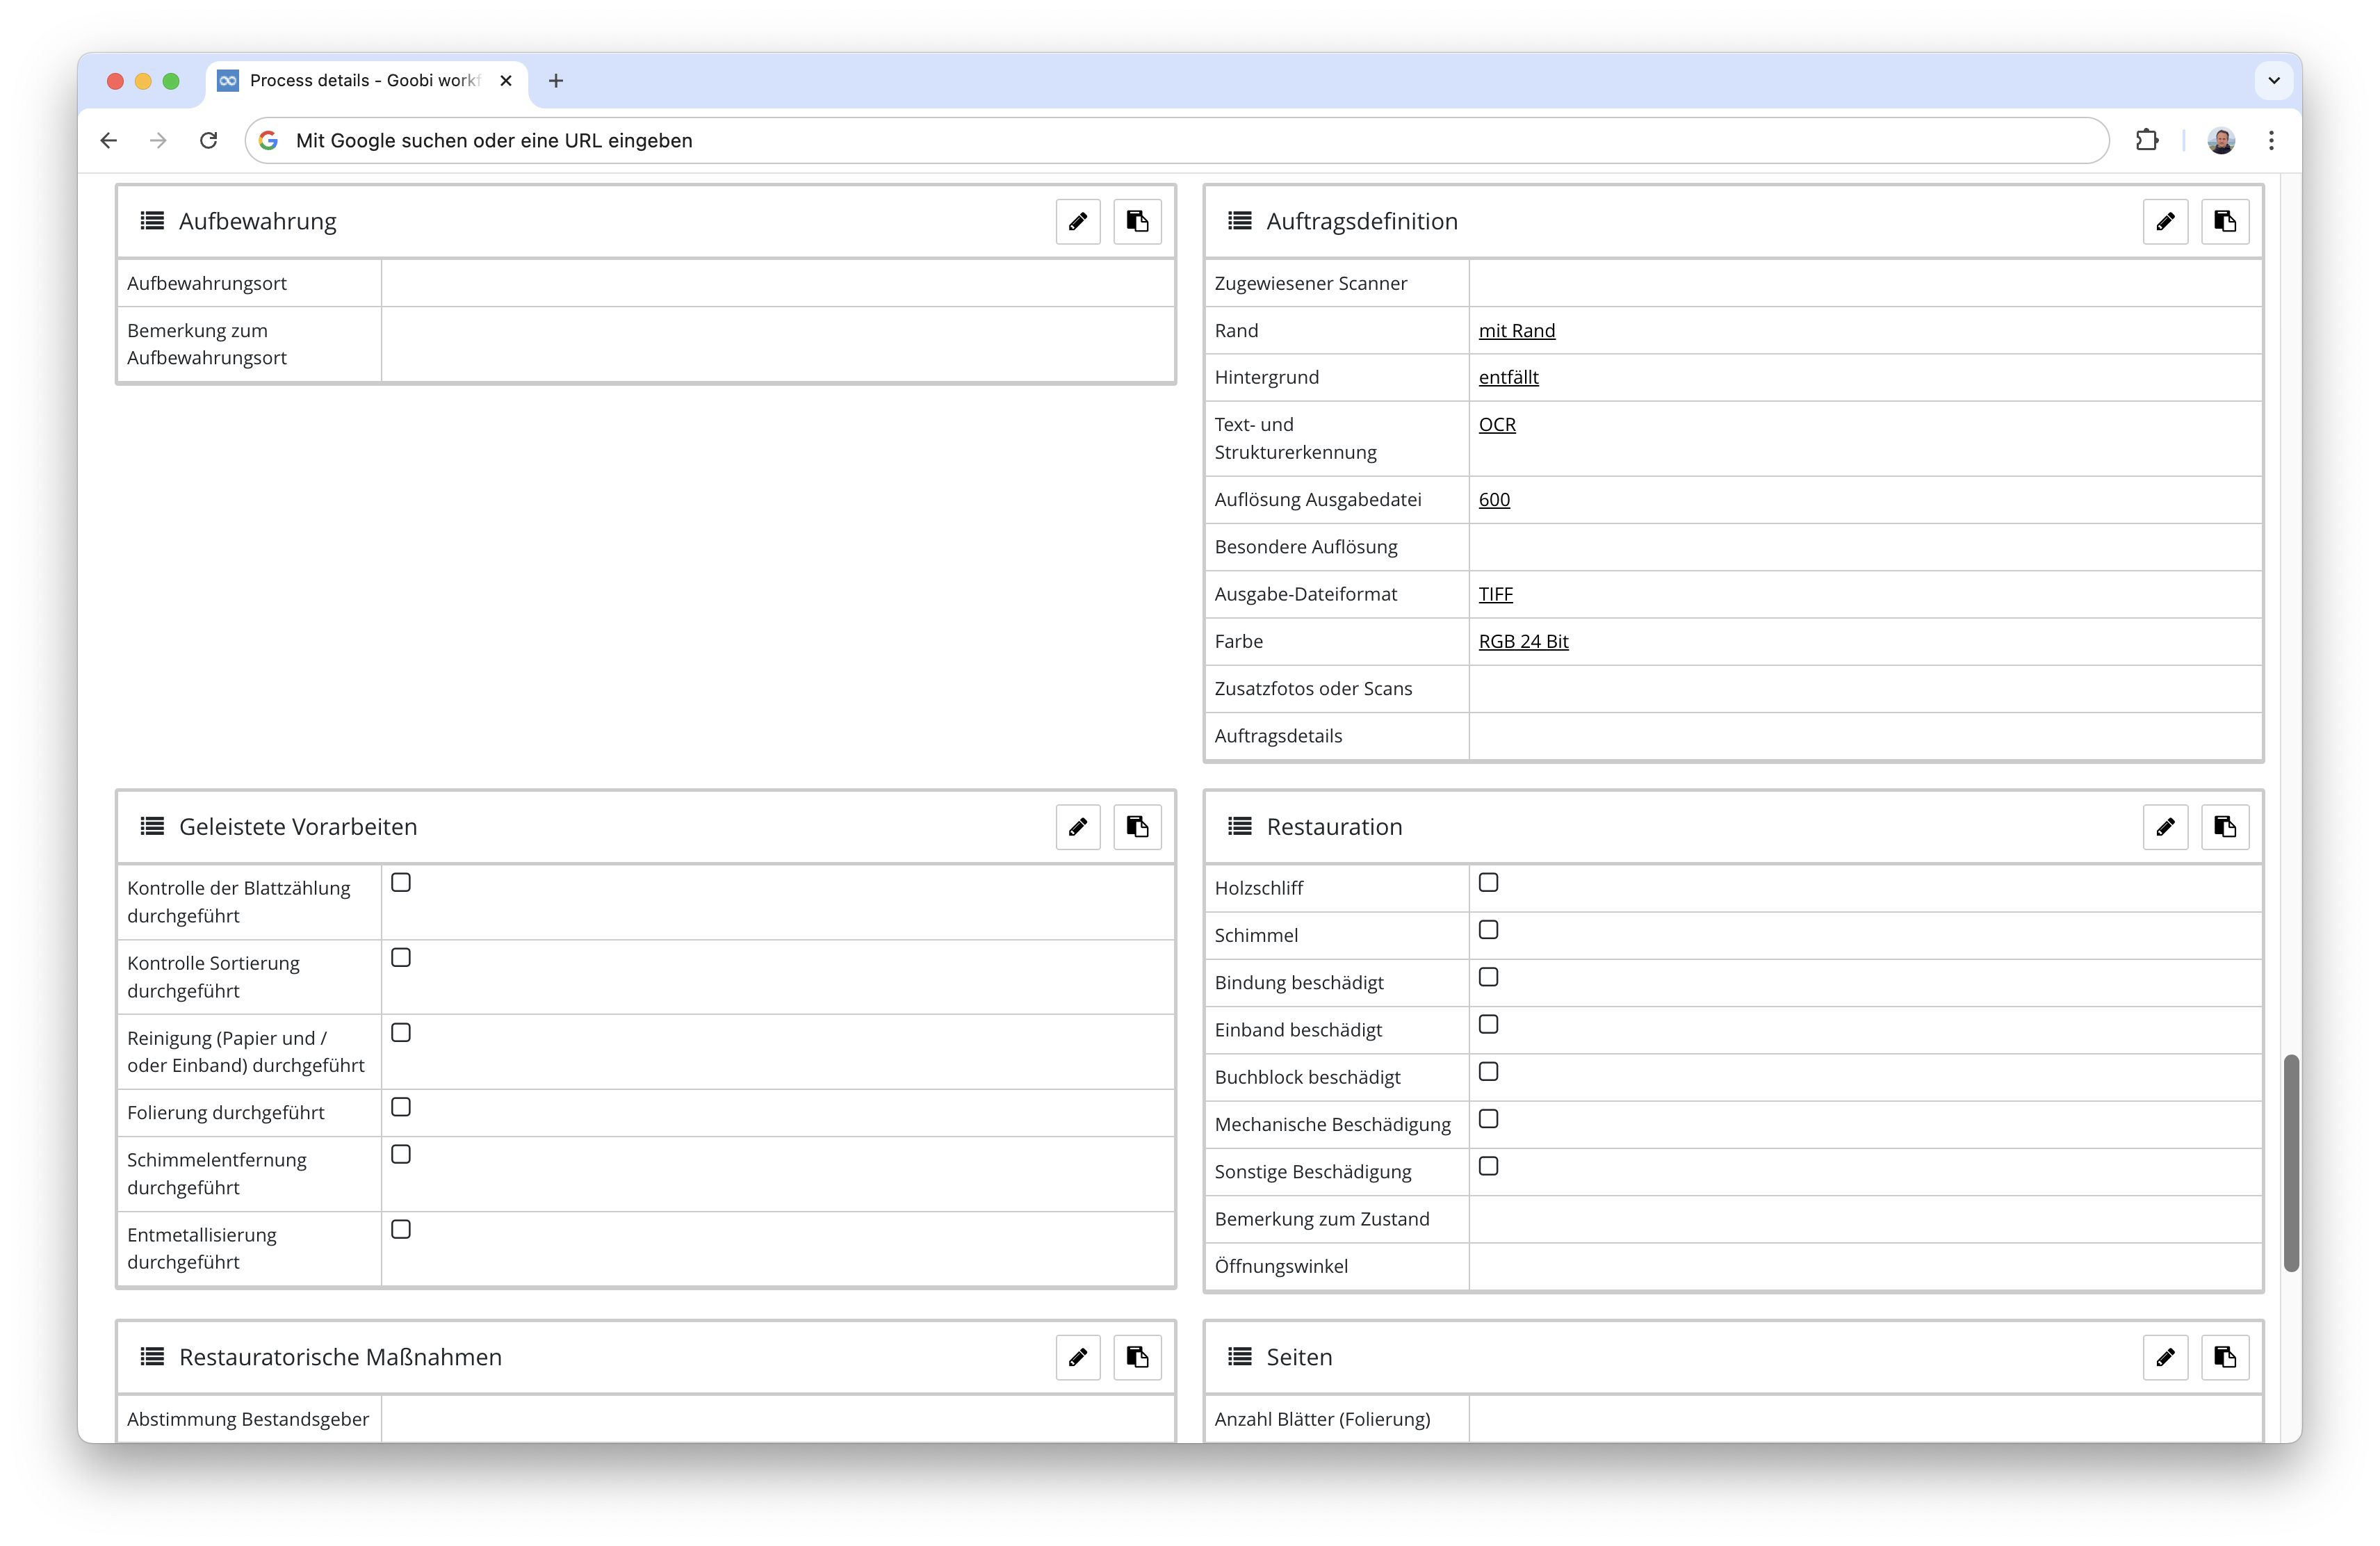 Process details - Goobi workf
Mit Google suchen oder eine URL eingeben
Aufbewahrung
Aufbewahrungsort
Bemerkung zum
Aufbewahrungsort
Auftragsdefinition
Zugewiesener Scanner
Rand
mit Rand
Hintergrund
entfällt
Text- und
Strukturerkennung
OCR
Auflösung Ausgabedatei
600
Besondere Auflösung
Ausgabe-Dateiformat
TIFF
Farbe
RGB 24 Bit
Zusatzfotos oder Scans
Auftragsdetails
Geleistete Vorarbeiten
Kontrolle der Blattzählung
durchgeführt
Kontrolle Sortierung
durchgeführt
Reinigung (Papier und /
oder Einband) durchgeführt
Folierung durchgeführt
Schimmelentfernung
durchgeführt
Entmetallisierung
durchgeführt
Restauration
Holzschliff
Schimmel
Bindung beschädigt
Einband beschädigt
Buchblock beschädigt
Mechanische Beschädigung
Sonstige Beschädigung
Bemerkung zum Zustand
Öffnungswinkel
Restauratorische Maßnahmen
Abstimmung Bestandsgeber
Seiten
Anzahl Blätter (Folierung)